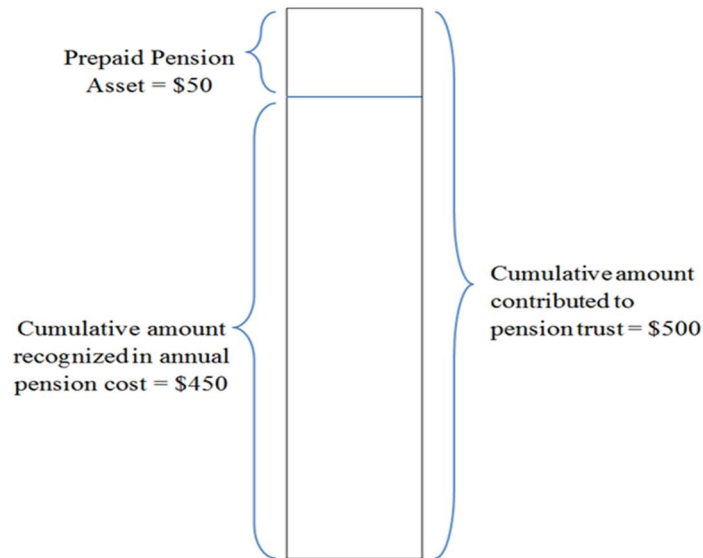 Prepaid Pension
Asset = $50
Cumulative amount
contributed to
pension trust = $500
Cumulative amount
recognized in annual
pension cost = $450